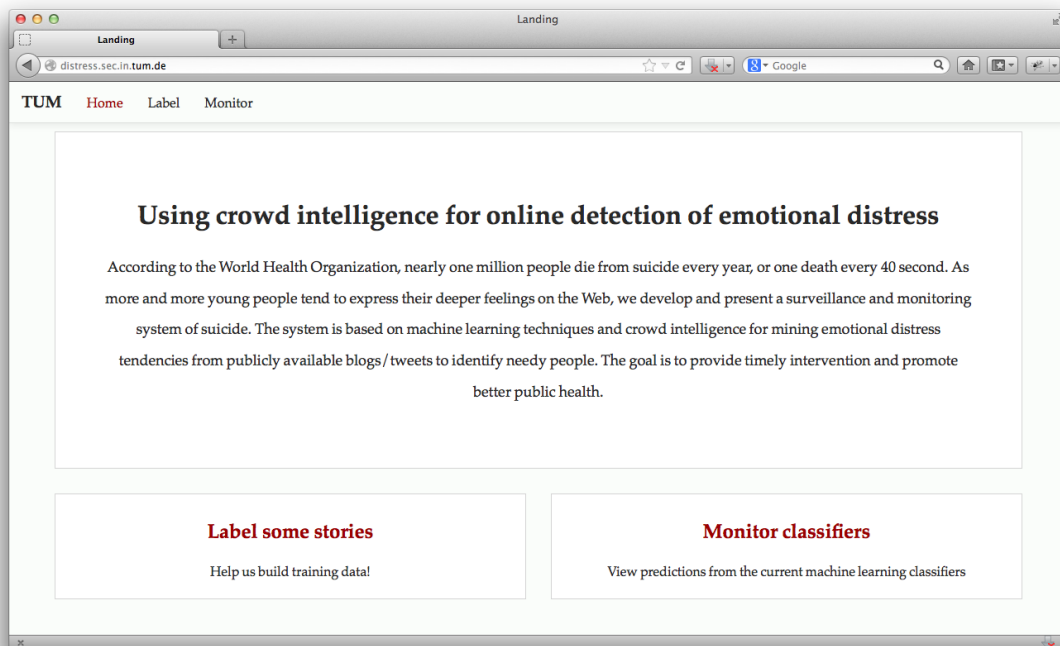 Landing
Landing
distress.sec.in.tum.de
Google
TUM Home Label Monitor
Using crowd intelligence for online detection of emotional distress
According to the World Health Organization, nearly one million people die from suicide every year, or one death every 40 second. As
more and more young people tend to express their deeper feelings on the Web, we develop and present a surveillance and monitoring
system of suicide. The system is based on machine learning techniques and crowd intelligence for mining emotional distress
tendencies from publicly available blogs/tweets to identify needy people. The goal is to provide timely intervention and promote
better public health.
Label some stories
Help us build training data!
Monitor classifiers
View predictions from the current machine learning classifiers